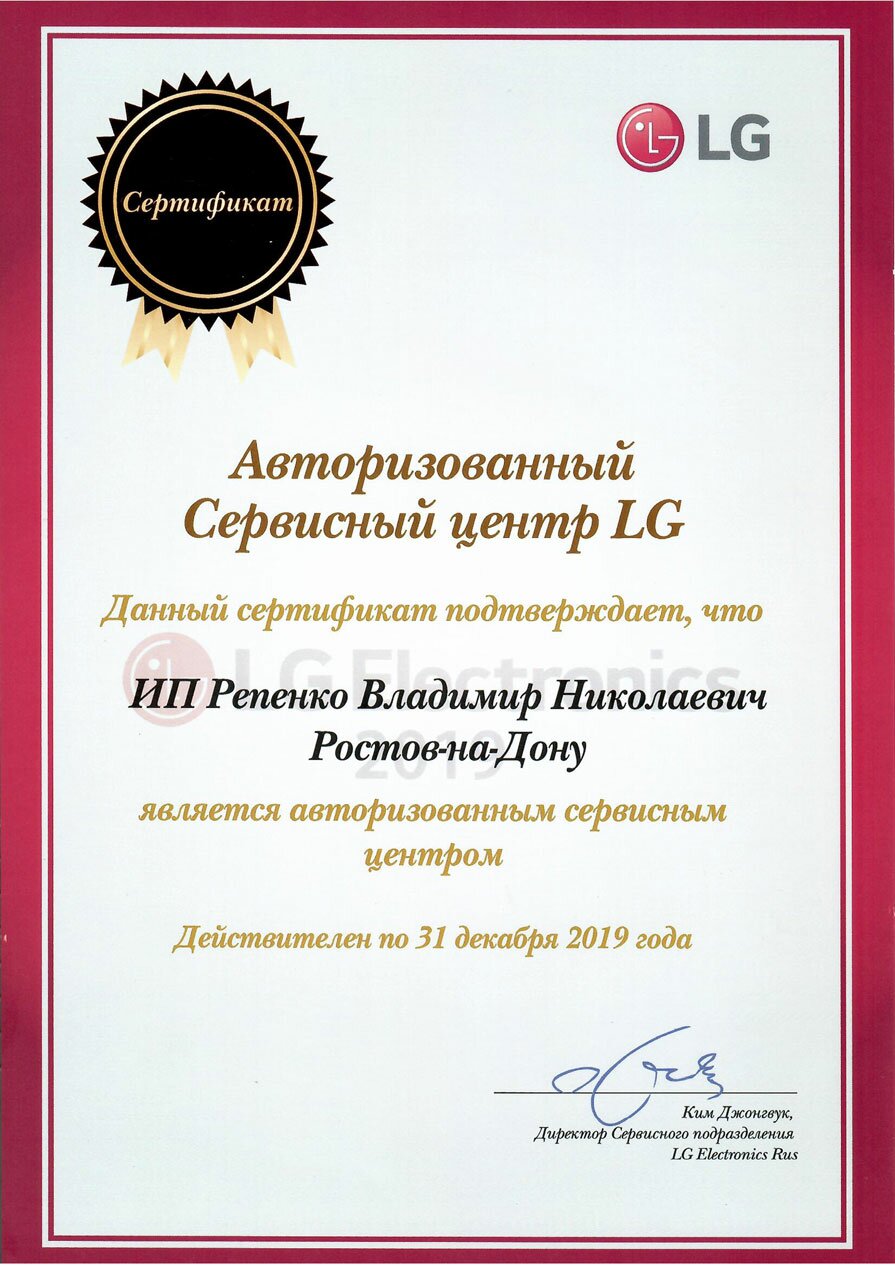 Сертификат
LG
Авторизованный
Сервисный центр LG
Данный сертификат подтверждает, что
LG Electronics
ИП Репенко Владимир Николаевич
Ростов-на-Дону
2019
является авторизованным сервисным
центром
Действителен по 31 декабря 2019 года
Ким Джонгвук,
Директор Сервисного подразделения
LG Electronics Rus